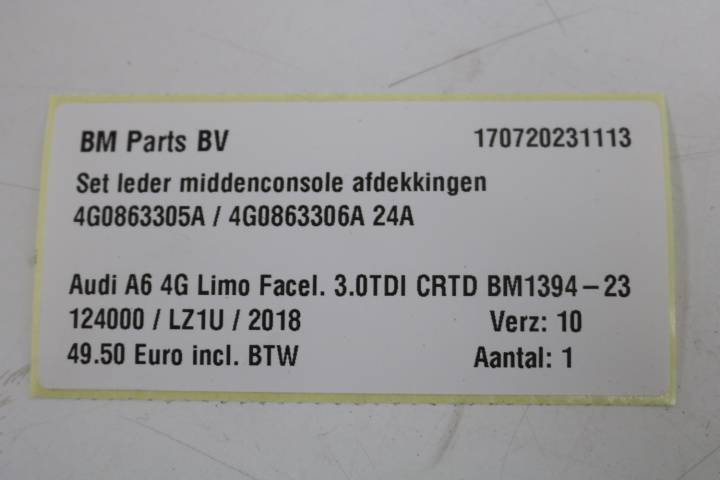 BM Parts BV 170720231113
Set leder middenconsole afdekkingen
4G0863305A / 4G0863306A 24A
Audi A6 4G Limo Facel. 3.0TDI CRTD BM1394-23
124000 / LZ1U / 2018 Verz: 10
49.50 Euro incl. BTW Aantal: 1